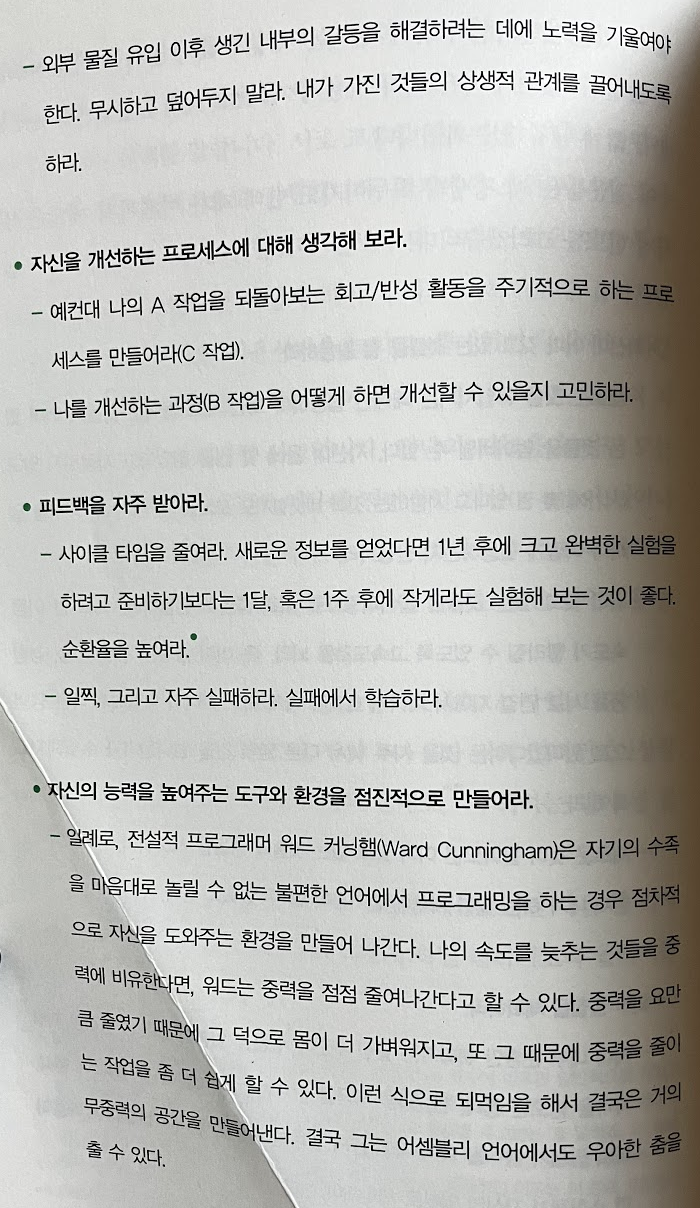 – 외부 물질 유입 이후 생긴 내부의 갈등을 해결하려는 데에 노력을 기울여야
한다. 무시하고 덮어두지 말라. 내가 가진 것들의 상생적 관계를 끌어내도록
하라.
• 자신을 개선하는 프로세스에 대해 생각해 보라.
– 예컨대 나의 A 작업을 되돌아보는 회고/반성 활동을 주기적으로 하는 프로
세스를 만들어라(C 작업).
– 나를 개선하는 과정(B 작업)을 어떻게 하면 개선할 수 있을지 고민하라.
• 피드백을 자주 받아라.
– 사이클 타임을 줄여라. 새로운 정보를 얻었다면 1년 후에 크고 완벽한 실험을
하려고 준비하기보다는 1달, 혹은 1주 후에 작게라도 실험해 보는 것이 좋다.
순환율을 높여라.•
– 일찍, 그리고 자주 실패하라. 실패에서 학습하라.
• 자신의 능력을 높여주는 도구와 환경을 점진적으로 만들어라.
– 일례로, 전설적 프로그래머 워드 커닝햄(Ward Cunningham)은 자기의 수족
을 마음대로 놀릴 수 없는 불편한 언어에서 프로그래밍을 하는 경우 점차적
으로 자신을 도와주는 환경을 만들어 나간다. 나의 속도를 늦추는 것들을 중
력에 비유한다면, 워드는 중력을 점점 줄여나간다고 할 수 있다. 중력을 요만
큼 줄였기 때문에 그 덕으로 몸이 더 가벼워지고, 또 그 때문에 중력을 줄이
는 작업을 좀 더 쉽게 할 수 있다. 이런 식으로 되먹임을 해서 결국은 거의
무중력의 공간을 만들어낸다. 결국 그는 어셈블리 언어에서도 우아한 춤을
출 수 있다.